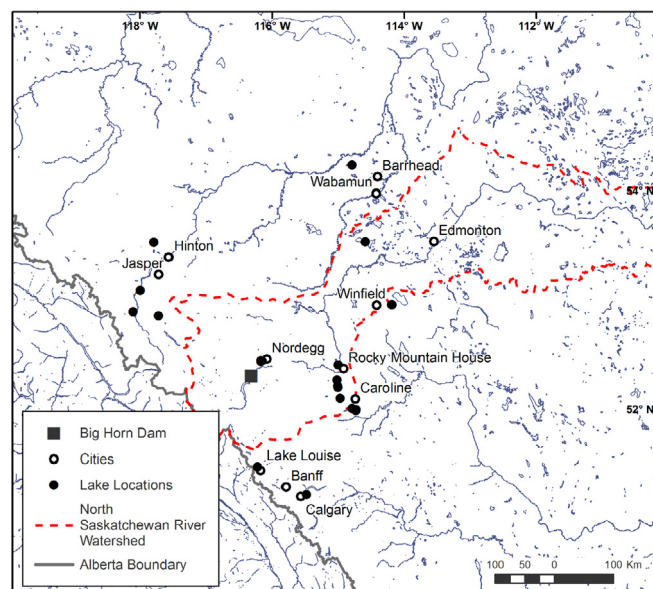 118° W
116° W
114° W
112° W
Barrhead
Wabamun
54° N
Edmonton
Hinton
Jasper
Winfield
Nordegg
Rocky Mountain House
Caroline
52° N
Big Horn Dam
Cities
Lake Locations
North
Saskatchewan River
Watershed
Alberta Boundary
Lake Louise
Banff
Calgary
100 50 0 100 Km